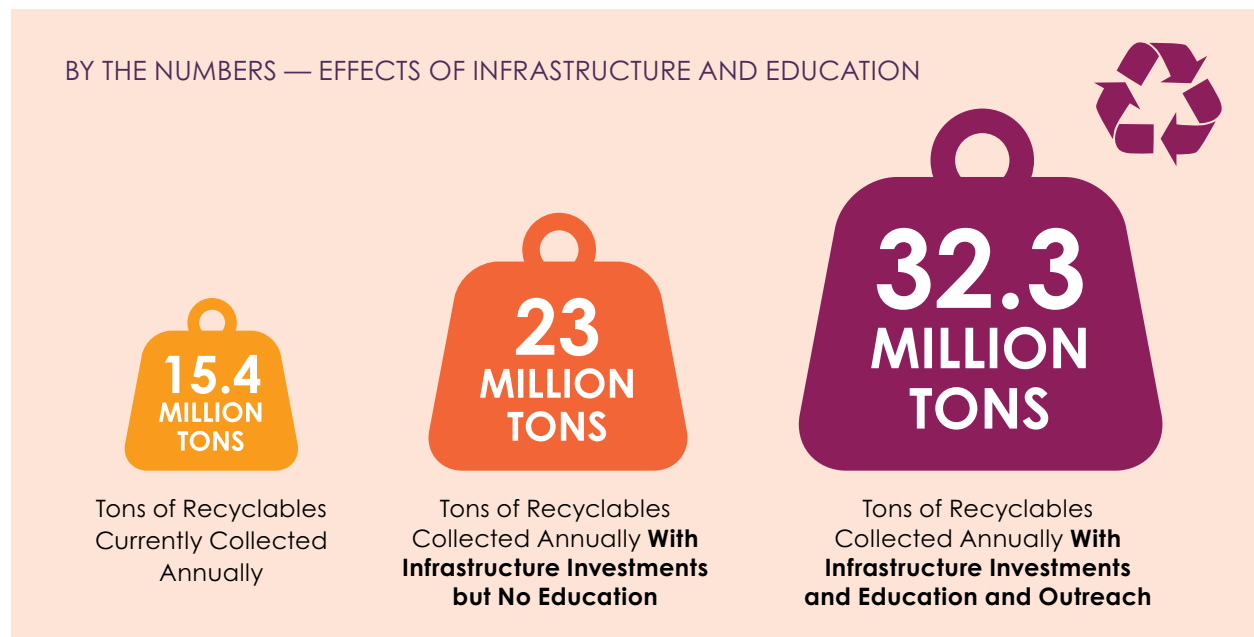 BY THE NUMBERS — EFFECTS OF INFRASTRUCTURE AND EDUCATION
15.4
MILLION
TONS
Tons of Recyclables
Currently Collected
Annually
23
MILLION
TONS
Tons of Recyclables
Collected Annually With
Infrastructure Investments
but No Education
32.3
MILLION
TONS
Tons of Recyclables
Collected Annually With
Infrastructure Investments
and Education and Outreach